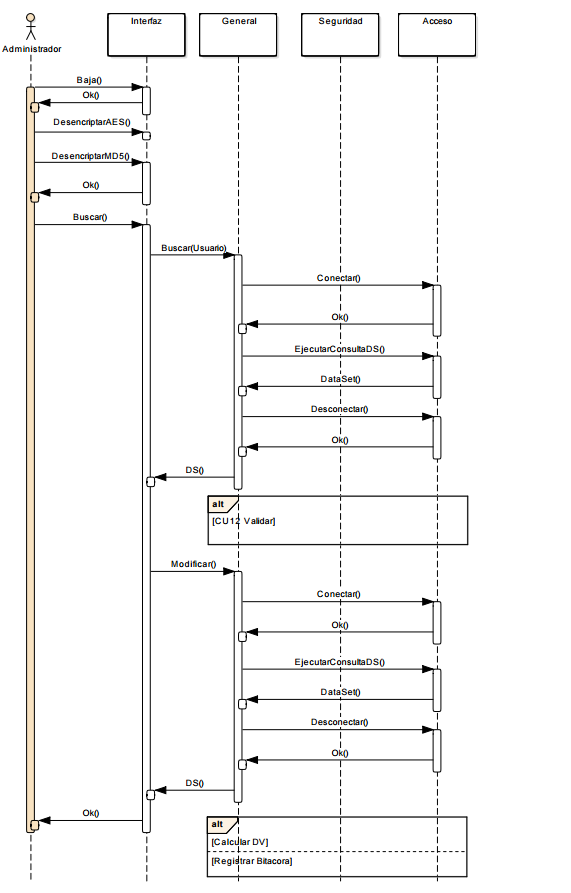 Interfaz
General
Seguridad
Acceso
Administrador
Baja()
Ok()
DesencriptarAES()
DesencriptarMD5()
Ok()
Buscar()
Buscar(Usuario)
Conectar()
Ok()
EjecutarConsultaDS()
DataSet()
Desconectar()
Ok()
DS()
alt
[CU12 Validar]
Modificar()
Conectar()
Ok()
EjecutarConsultaDS()
DataSet()
Desconectar()
Ok()
DS()
Ok()
alt
[Calcular DV]
[Registrar Bitacora]